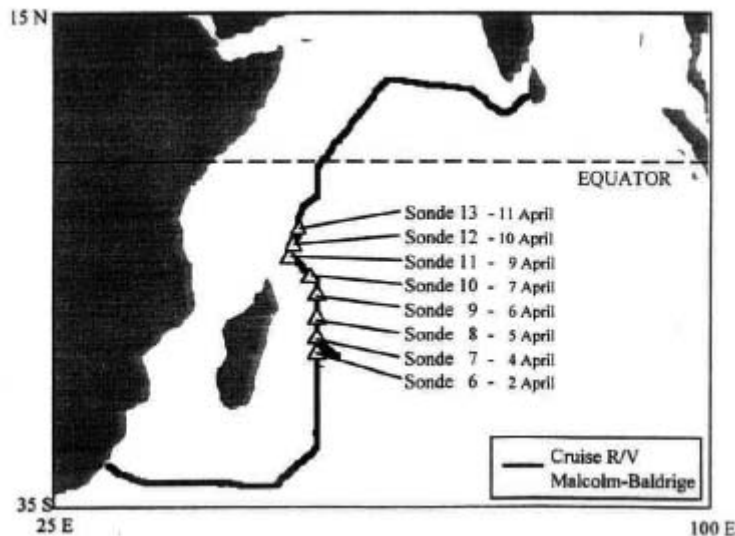 15 N
EQUATOR
Sonde 13 - 11 April
Sonde 12 - 10 April
Sonde 11 - 9 April
Sonde 10 - 7 April
Sonde 9 - 6 April
Sonde 8 - 5 April
Sonde 7 - 4 April
Sonde 6 - 2 April
Cruise R/V
Malcolm-Baldrige
35 S
25 E
100 E